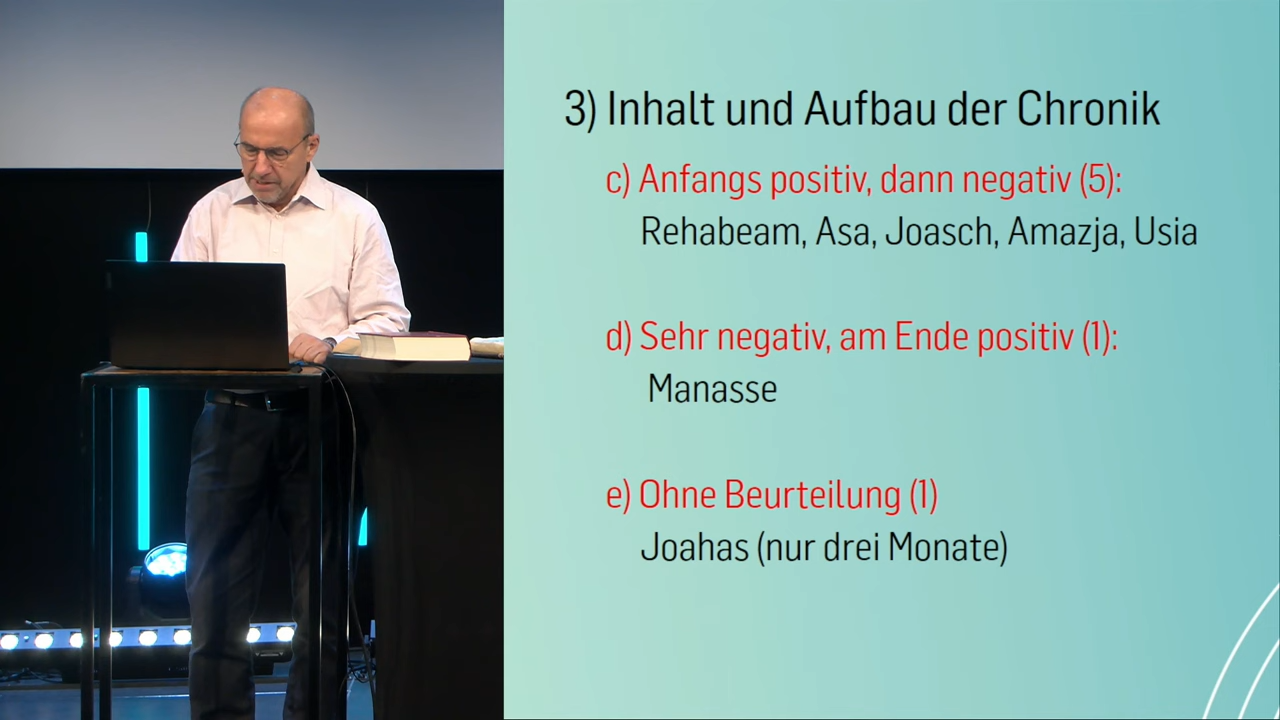 3) Inhalt und Aufbau der Chronik
c) Anfangs positiv, dann negativ (5):
Rehabeam, Asa, Joasch, Amazja, Usia
d) Sehr negativ, am Ende positiv (1):
Manasse
e) Ohne Beurteilung (1)
Joahas (nur drei Monate)